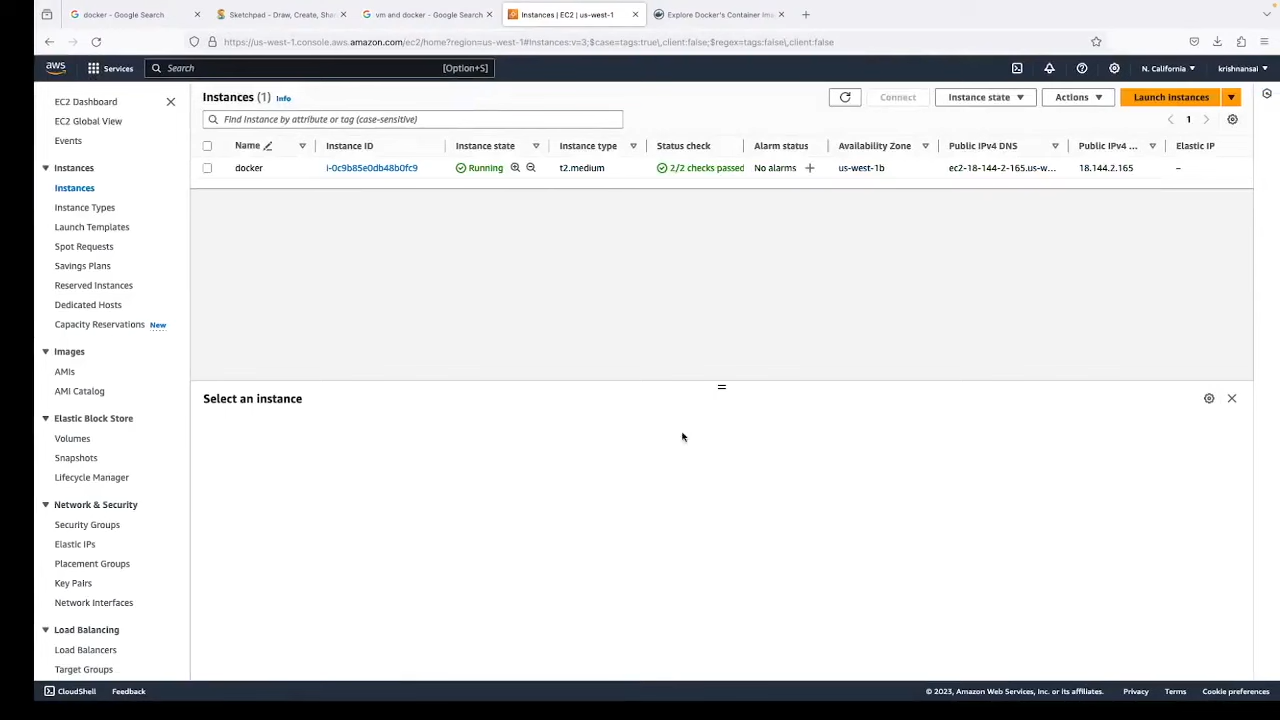 docker - Google Search
Sketchpad - Draw, Create, Shar
vm and docker - Google Search
Instances | EC2 | us-west-1
Explore Docker's Container Ima
https://us-west-1.console.aws.amazon.com/ec2/home?region=us-west-1#Instances:v=3;$case=tags:true\,client:false;$regex=tags:false\,client:false
aws Services Search [Option+S] N. California krishnansai
EC2 Dashboard
EC2 Global View
Events
Instances
Instances
Instance Types
Launch Templates
Spot Requests
Savings Plans
Reserved Instances
Dedicated Hosts
Capacity Reservations New
Images
AMIs
AMI Catalog
Elastic Block Store
Volumes
Snapshots
Lifecycle Manager
Network & Security
Security Groups
Elastic IPs
Placement Groups
Key Pairs
Network Interfaces
Load Balancing
Load Balancers
Target Groups
Instances (1) Info Connect Instance state Actions Launch instances
Find Instance by attribute or tag (case-sensitive) 1
Name Instance ID Instance state Instance type Status check Alarm status Availability Zone Public IPv4 DNS Public IPv4 ... Elastic IP
docker i-0c9b85e0db48b0fc9 Running t2.medium 2/2 checks passed No alarms + us-west-1b ec2-18-144-2-165.us-w... 18.144.2.165 –
Select an instance
CloudShell Feedback © 2023, Amazon Web Services, Inc. or its affiliates. Privacy Terms Cookie preferences